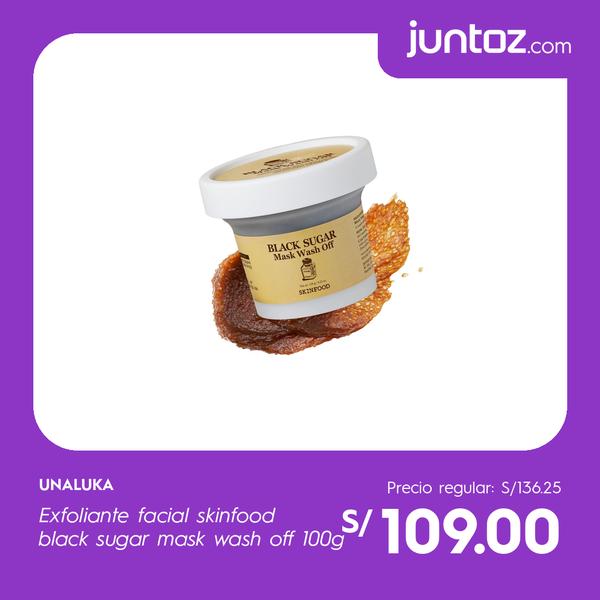 juntoz.com
BLACK SUGAR
Mask Wash Off
SKINFOOD
UNALUKA
Exfoliante facial skinfood
black sugar mask wash off 100g
Precio regular: S/136.25
S/ 109.00